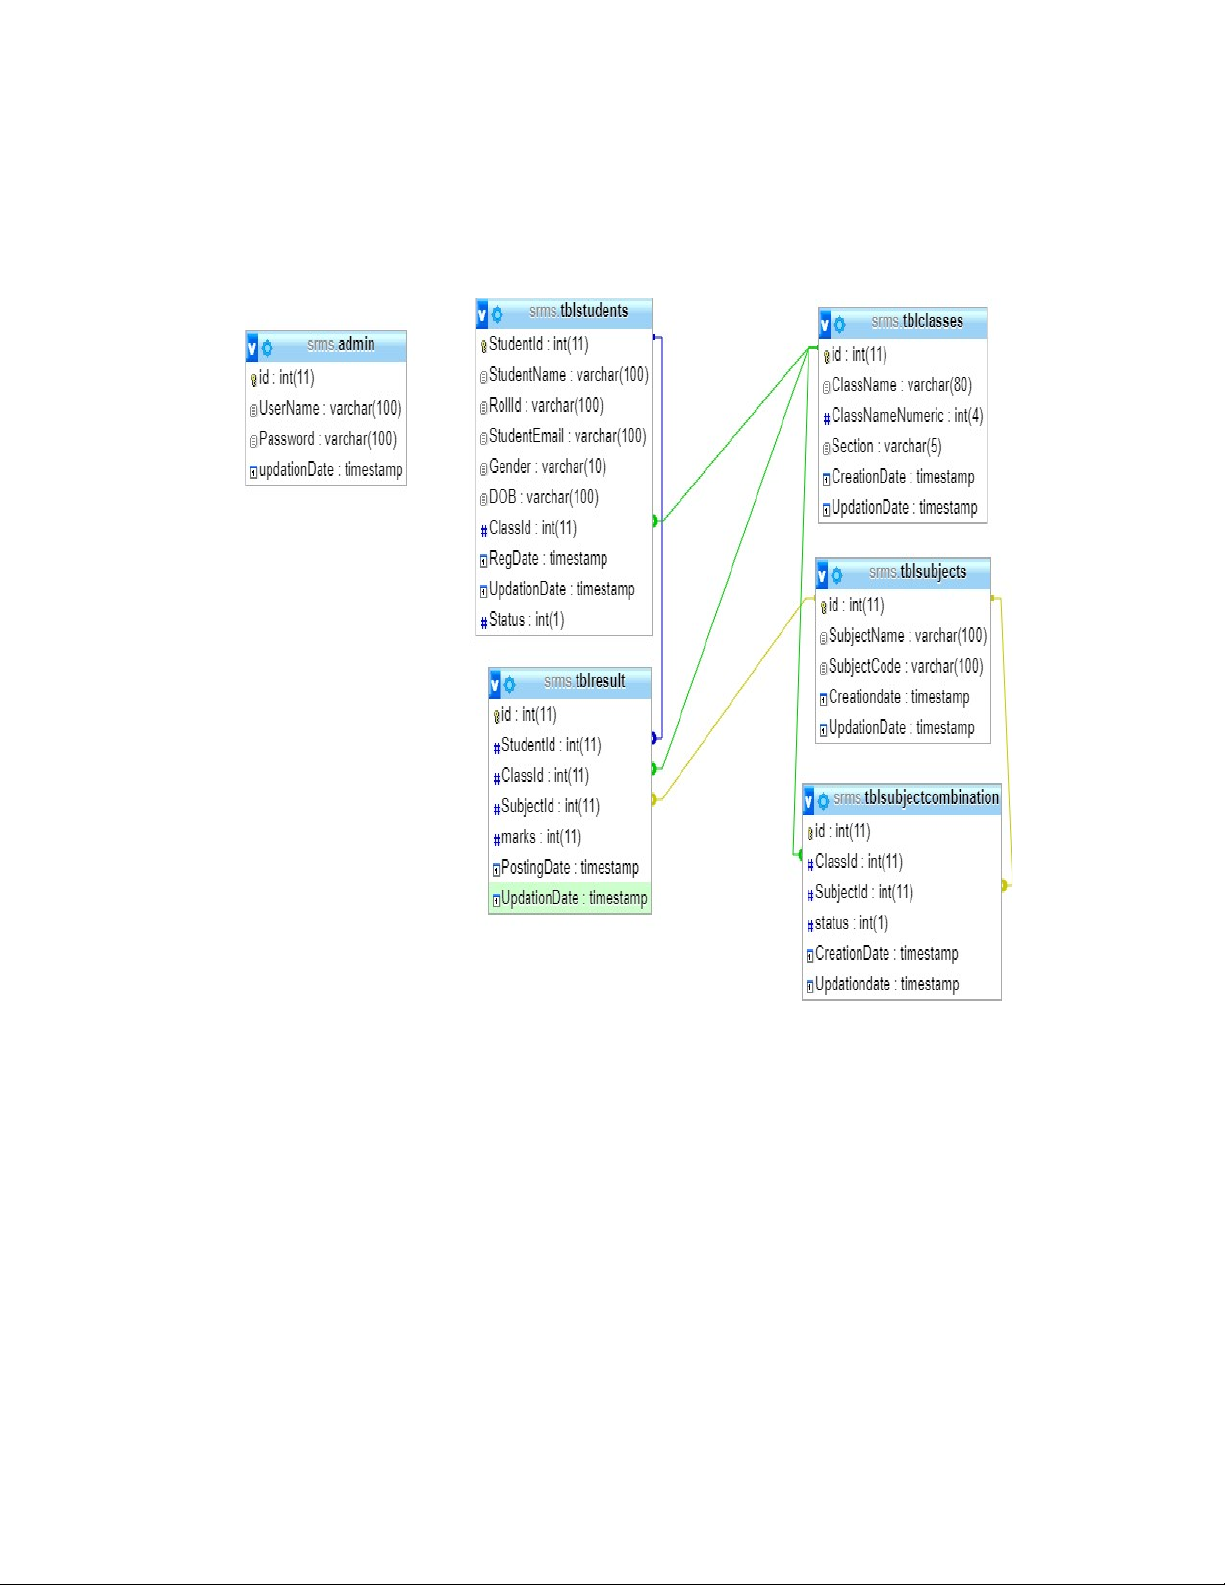 srms.admin
id : int(11)
UserName : varchar(100)
Password : varchar(100)
updationDate : timestamp
srms.tblstudents
StudentId : int(11)
StudentName : varchar(100)
RollId : varchar(100)
StudentEmail : varchar(100)
Gender : varchar(10)
DOB : varchar(100)
ClassId : int(11)
RegDate : timestamp
UpdationDate : timestamp
Status : int(1)
srms.tblresult
id : int(11)
StudentId : int(11)
ClassId : int(11)
SubjectId : int(11)
marks : int(11)
PostingDate : timestamp
UpdationDate : timestamp
srms.tblclasses
id : int(11)
ClassName : varchar(80)
ClassNameNumeric : int(4)
Section : varchar(5)
CreationDate : timestamp
UpdationDate : timestamp
srms.tblsubjects
id : int(11)
SubjectName : varchar(100)
SubjectCode : varchar(100)
Creationdate : timestamp
UpdationDate : timestamp
srms.tblsubjectcombination
id : int(11)
ClassId : int(11)
SubjectId : int(11)
status : int(1)
CreationDate : timestamp
Updationdate : timestamp